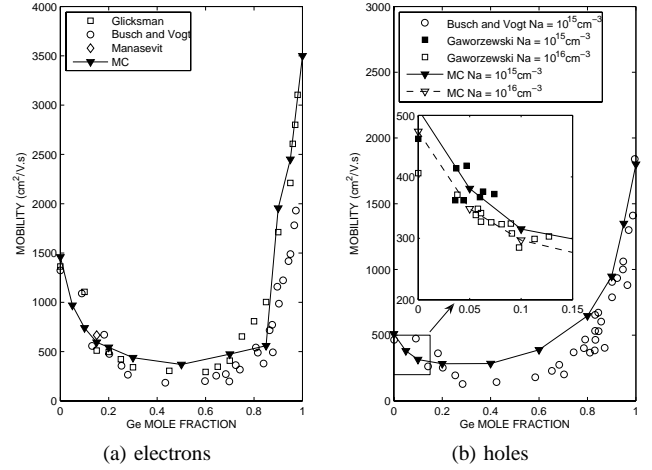 Glicksman
Busch and Vogt
Manasevit
MC
MOBILITY (cm²/V.s)
4000
3500
3000
2500
2000
1500
1000
500
0
0 0.2 0.4 0.6 0.8 1
Ge MOLE FRACTION
(a) electrons
Busch and Vogt Na = 10¹⁵cm⁻³
Gaworzewski Na = 10¹⁵cm⁻³
Gaworzewski Na = 10¹⁶cm⁻³
MC Na = 10¹⁵cm⁻³
MC Na = 10¹⁶cm⁻³
MOBILITY (cm²/V.s)
3000
2500
2000
1500
1000
500
0
500
400
300
200
0 0.05 0.1 0.15
0 0.2 0.4 0.6 0.8 1
Ge MOLE FRACTION
(b) holes